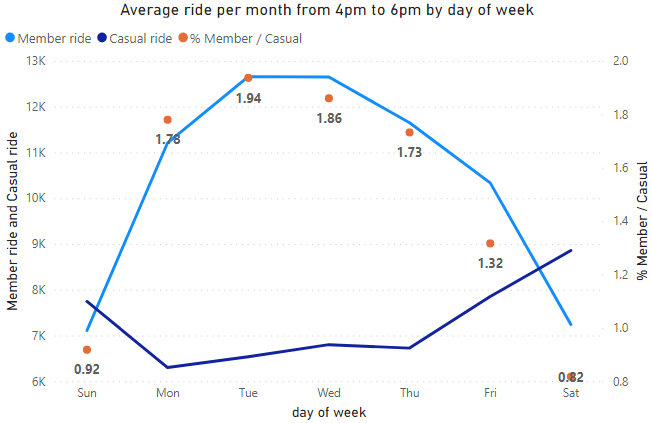 Average ride per month from 4pm to 6pm by day of week
Member ride Casual ride % Member / Casual
Member ride and Casual ride
13K
12K
11K
10K
9K
8K
7K
6K
0.92
1.78
1.94
1.86
1.73
1.32
0.82
2.0
1.8
1.6
1.4
1.2
1.0
0.8
% Member / Casual
Sun Mon Tue Wed Thu Fri Sat
day of week